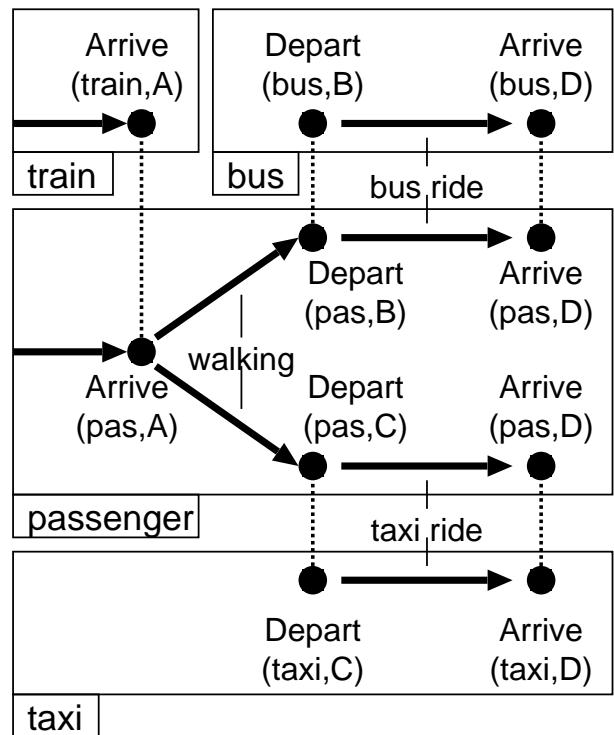 Arrive
(train,A)
train
Depart
(bus,B)
Arrive
(bus,D)
bus
bus ride
Depart
(pas,B)
Arrive
(pas,D)
walking
Arrive
(pas,A)
Depart
(pas,C)
Arrive
(pas,D)
passenger
taxi ride
Depart
(taxi,C)
Arrive
(taxi,D)
taxi